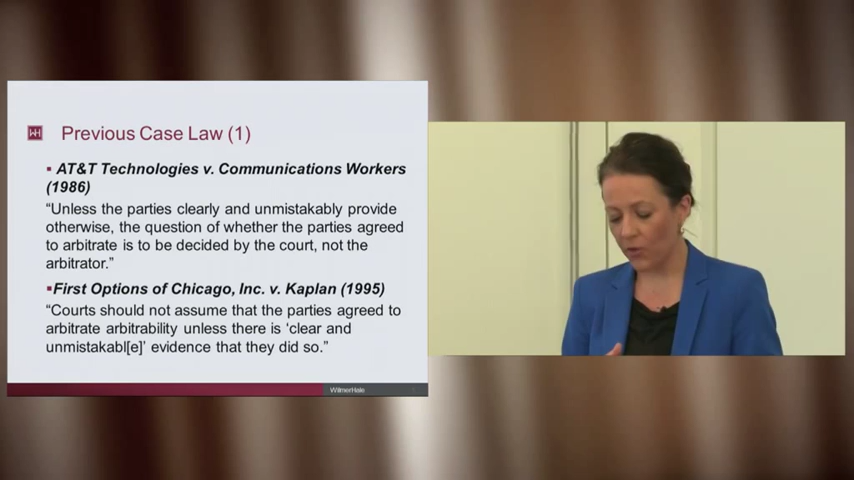 WH
Previous Case Law (1)
▪ AT&T Technologies v. Communications Workers
(1986)
“Unless the parties clearly and unmistakably provide
otherwise, the question of whether the parties agreed
to arbitrate is to be decided by the court, not the
arbitrator.”
▪First Options of Chicago, Inc. v. Kaplan (1995)
“Courts should not assume that the parties agreed to
arbitrate arbitrability unless there is ‘clear and
unmistakabl[e]’ evidence that they did so.”
WilmerHale